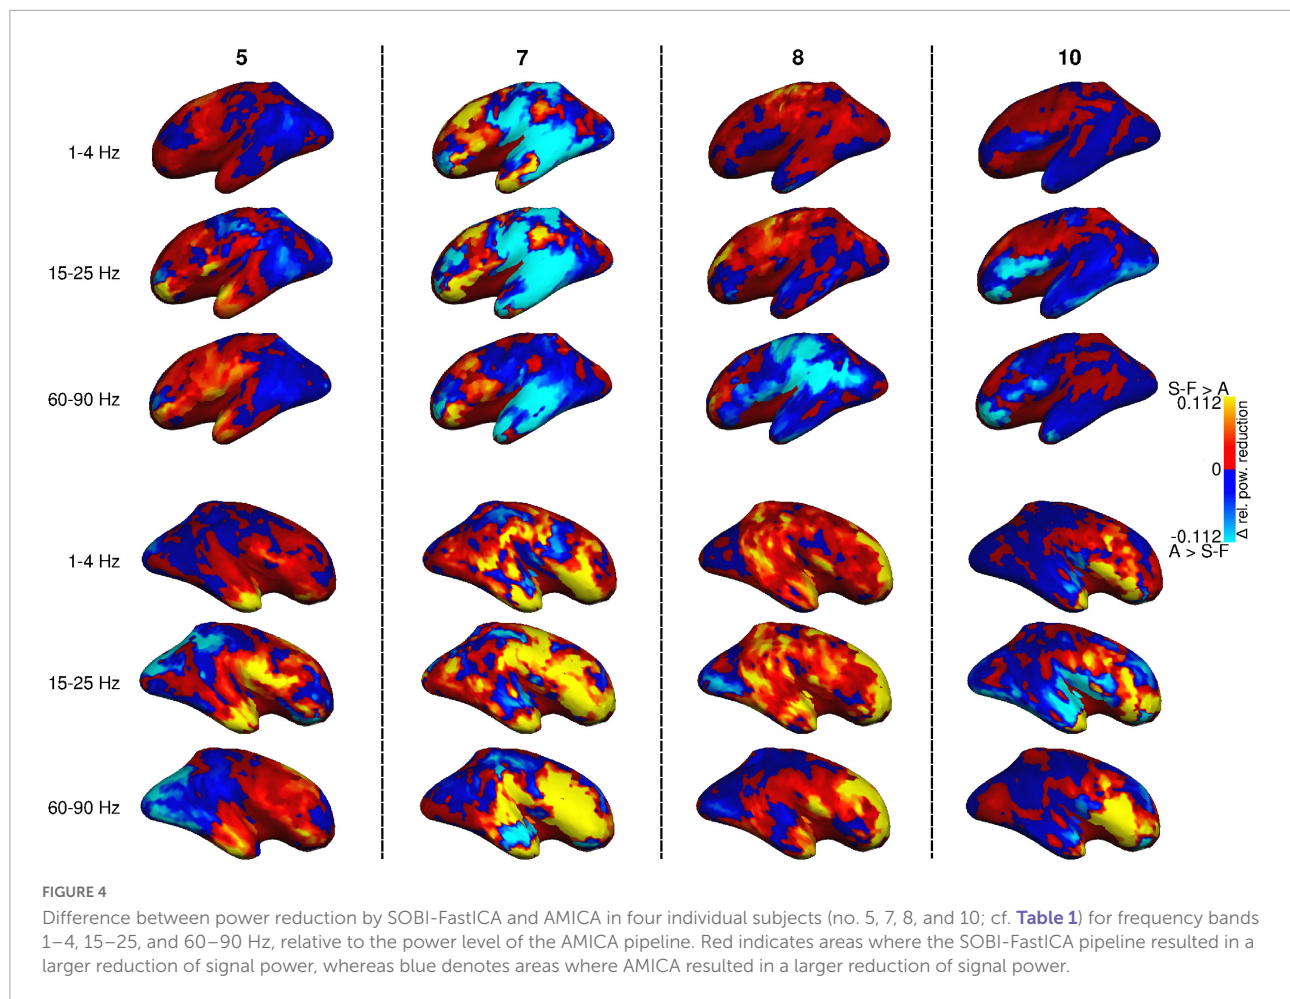 5 7 8 10
1-4 Hz
15-25 Hz
60-90 Hz
S-F > A
0.112
0
-0.112
A > S-F
Δ rel. pow. reduction
1-4 Hz
15-25 Hz
60-90 Hz
FIGURE 4
Difference between power reduction by SOBI-FastICA and AMICA in four individual subjects (no. 5, 7, 8, and 10; cf. Table 1) for frequency bands
1–4, 15–25, and 60–90 Hz, relative to the power level of the AMICA pipeline. Red indicates areas where the SOBI-FastICA pipeline resulted in a
larger reduction of signal power, whereas blue denotes areas where AMICA resulted in a larger reduction of signal power.